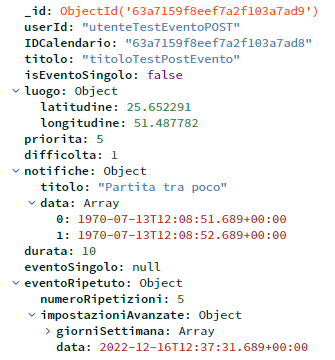 _id: ObjectId('63a7159f8eef7a2f103a7ad9')
userId: "utenteTestEventoPOST"
IDCalendario: "63a7159f8eef7a2f103a7ad8"
titolo: "titoloTestPostEvento"
isEventoSingolo: false
luogo: Object
latitudine: 25.652291
longitudine: 51.487782
priorita: 5
difficolta: 1
notifiche: Object
titolo: "Partita tra poco"
data: Array
0: 1970-07-13T12:08:51.689+00:00
1: 1970-07-13T12:08:52.689+00:00
durata: 10
eventoSingolo: null
eventoRipetuto: Object
numeroRipetizioni: 5
impostazioniAvanzate: Object
giorniSettimana: Array
data: 2022-12-16T12:37:31.689+00:00